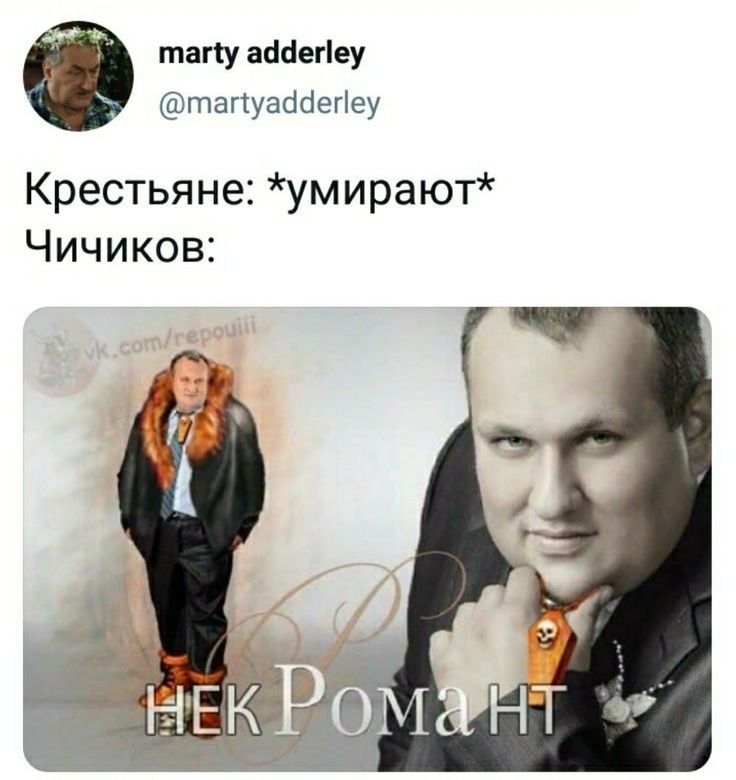 marty adderley
@martyadderley
Крестьяне: *умирают*
Чичиков:
vk.com/repouiii
НЕКРОМАНТ